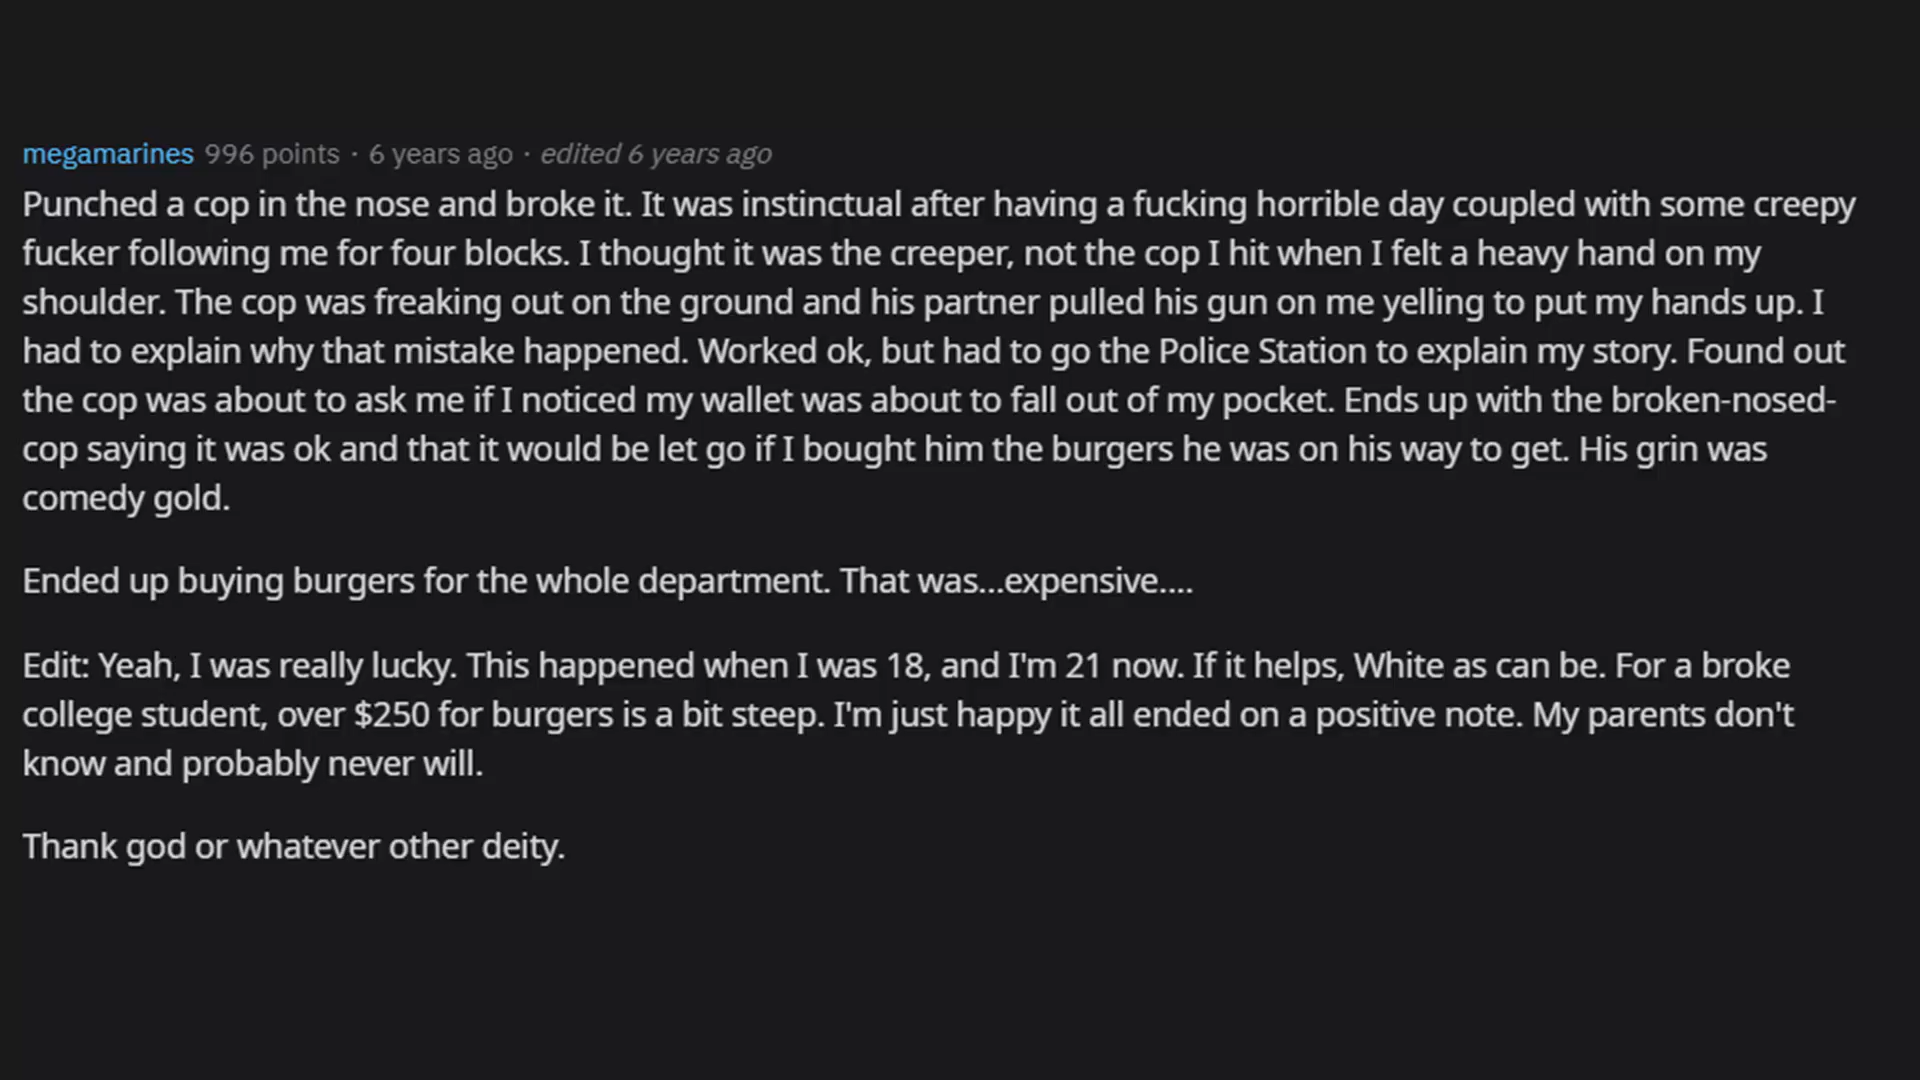 megamarines 996 points · 6 years ago · edited 6 years ago
Punched a cop in the nose and broke it. It was instinctual after having a fucking horrible day coupled with some creepy
fucker following me for four blocks. I thought it was the creeper, not the cop I hit when I felt a heavy hand on my
shoulder. The cop was freaking out on the ground and his partner pulled his gun on me yelling to put my hands up. I
had to explain why that mistake happened. Worked ok, but had to go the Police Station to explain my story. Found out
the cop was about to ask me if I noticed my wallet was about to fall out of my pocket. Ends up with the broken-nosed-
cop saying it was ok and that it would be let go if I bought him the burgers he was on his way to get. His grin was
comedy gold.
Ended up buying burgers for the whole department. That was...expensive....
Edit: Yeah, I was really lucky. This happened when I was 18, and I'm 21 now. If it helps, White as can be. For a broke
college student, over $250 for burgers is a bit steep. I'm just happy it all ended on a positive note. My parents don't
know and probably never will.
Thank god or whatever other deity.